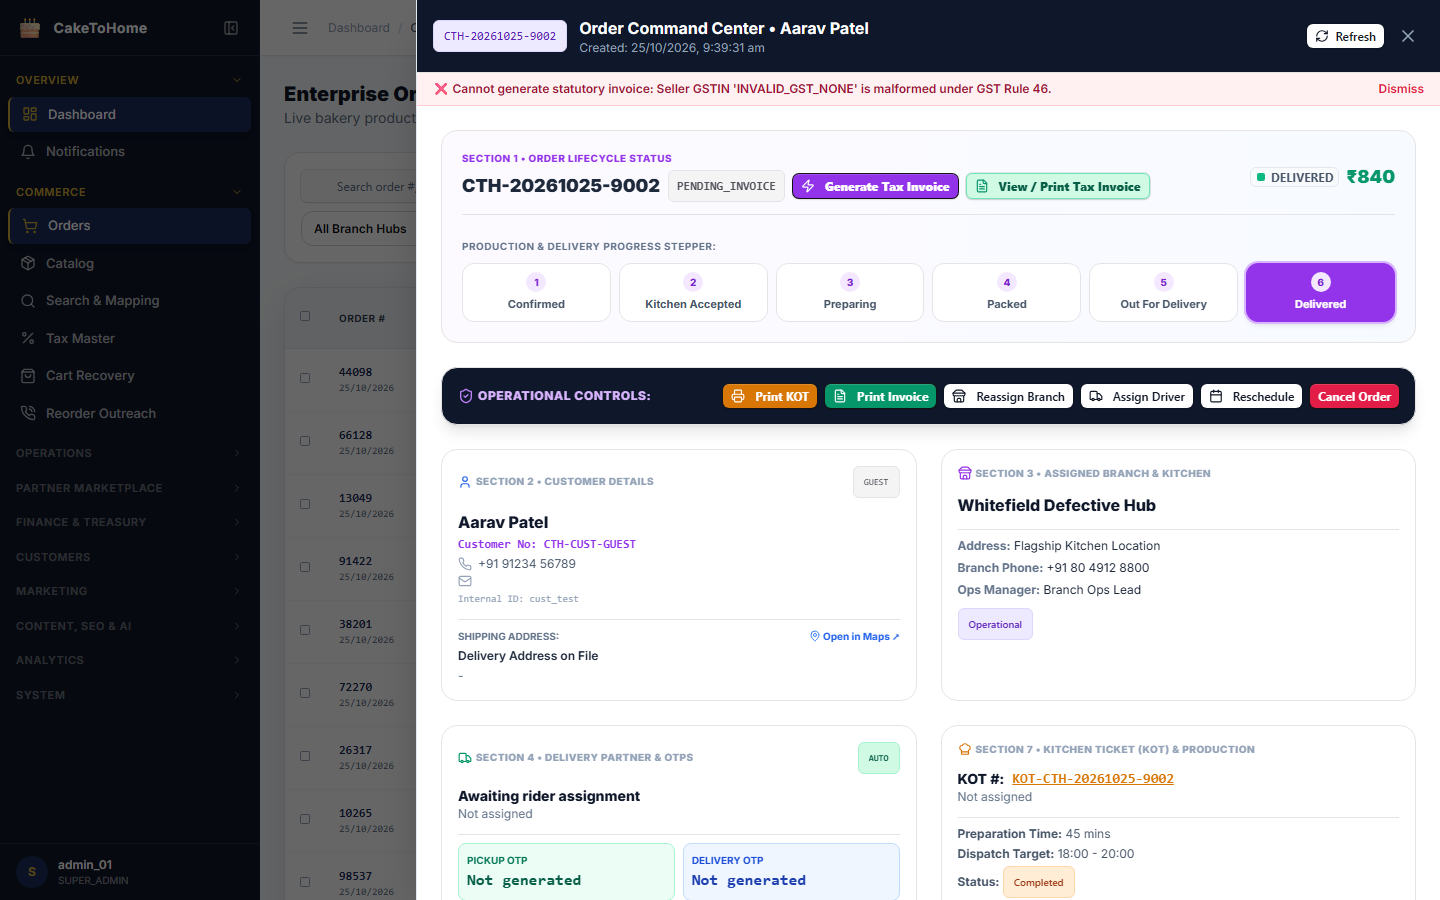 CakeToHome
OVERVIEW
Dashboard
Notifications
COMMERCE
Orders
Catalog
Search & Mapping
Tax Master
Cart Recovery
Reorder Outreach
OPERATIONS
PARTNER MARKETPLACE
FINANCE & TREASURY
CUSTOMERS
MARKETING
CONTENT, SEO & AI
ANALYTICS
SYSTEM
S
admin_01
SUPER_ADMIN
Dashboard /
Enterprise Or
Live bakery product
Search order #
All Branch Hubs
ORDER #
44098
25/10/2026
66128
25/10/2026
13049
25/10/2026
91422
25/10/2026
38201
25/10/2026
72270
25/10/2026
26317
25/10/2026
10265
25/10/2026
98537
25/10/2026
CTH-20261025-9002
Order Command Center • Aarav Patel
Created: 25/10/2026, 9:39:31 am
Refresh
❌ Cannot generate statutory invoice: Seller GSTIN 'INVALID_GST_NONE' is malformed under GST Rule 46.
Dismiss
SECTION 1 • ORDER LIFECYCLE STATUS
CTH-20261025-9002 PENDING_INVOICE Generate Tax Invoice View / Print Tax Invoice
DELIVERED ₹840
PRODUCTION & DELIVERY PROGRESS STEPPER:
1
Confirmed
2
Kitchen Accepted
3
Preparing
4
Packed
5
Out For Delivery
6
Delivered
OPERATIONAL CONTROLS:
Print KOT
Print Invoice
Reassign Branch
Assign Driver
Reschedule
Cancel Order
SECTION 2 • CUSTOMER DETAILS
GUEST
Aarav Patel
Customer No: CTH-CUST-GUEST
+91 91234 56789
Internal ID: cust_test
SHIPPING ADDRESS:
Open in Maps ↗
Delivery Address on File
-
SECTION 3 • ASSIGNED BRANCH & KITCHEN
Whitefield Defective Hub
Address: Flagship Kitchen Location
Branch Phone: +91 80 4912 8800
Ops Manager: Branch Ops Lead
Operational
SECTION 4 • DELIVERY PARTNER & OTPS
AUTO
Awaiting rider assignment
Not assigned
PICKUP OTP
Not generated
DELIVERY OTP
Not generated
SECTION 7 • KITCHEN TICKET (KOT) & PRODUCTION
KOT #: KOT-CTH-20261025-9002
Not assigned
Preparation Time: 45 mins
Dispatch Target: 18:00 - 20:00
Status: Completed